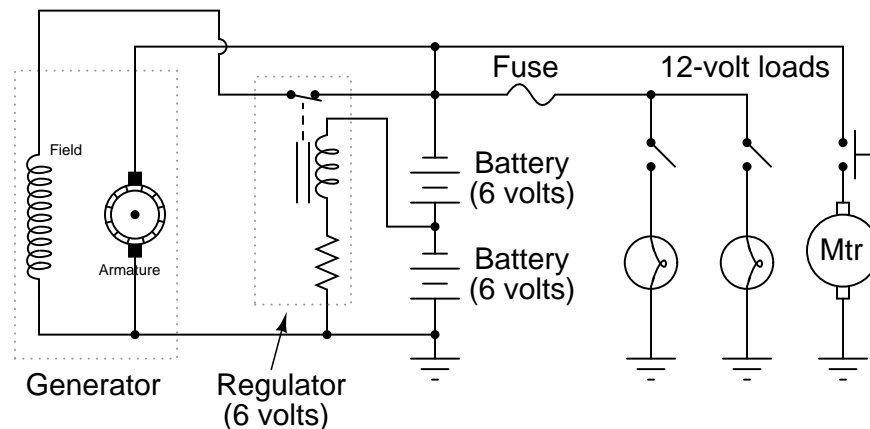 Fuse
12-volt loads
Field
Battery
(6 volts)
Armature
Battery
(6 volts)
Mtr
Generator
Regulator
(6 volts)